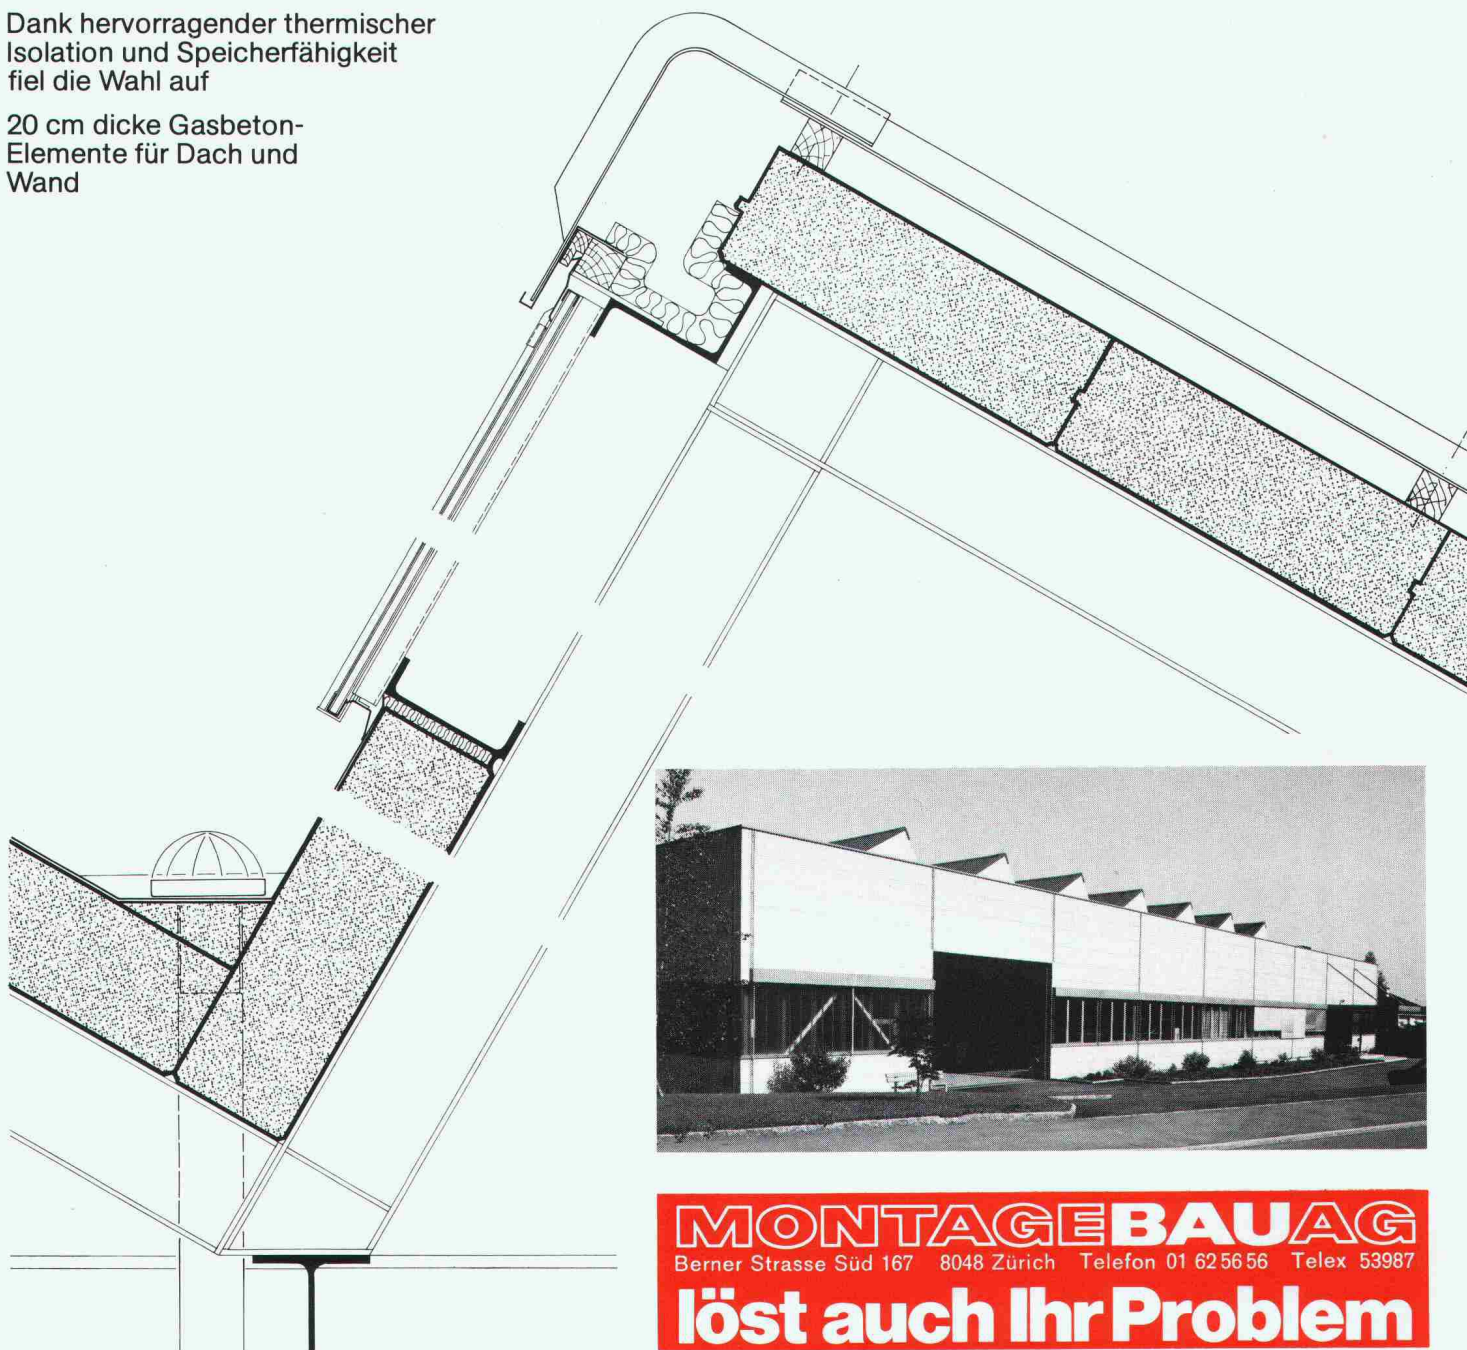 Dank hervorragender thermischer
Isolation und Speicherfähigkeit
fiel die Wahl auf
20 cm dicke Gasbeton-
Elemente für Dach und
Wand
MONTAGEBAUAG
Berner Strasse Süd 167 8048 Zürich Telefon 01 62 56 56 Telex 53987
löst auch Ihr Problem